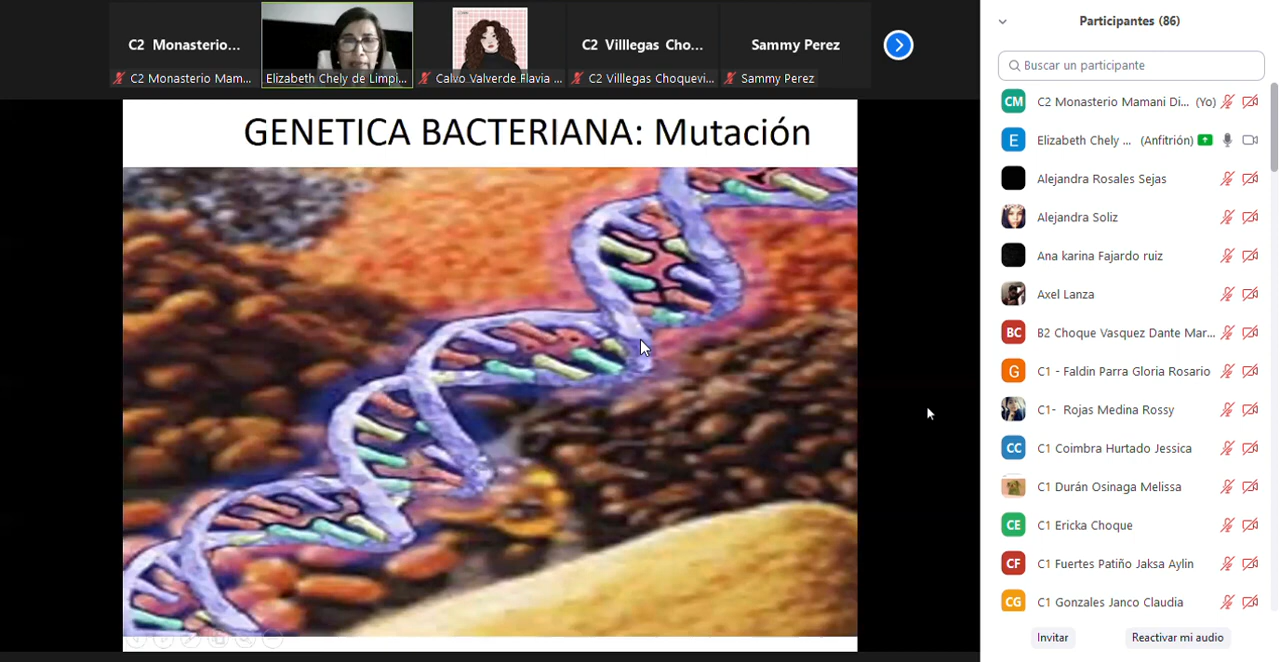 C2 Monasterio...
C2 Monasterio Mam...
Elizabeth Chely de Limpi...
Calvo Valverde Flavia ...
C2 Villlegas Cho...
C2 Villlegas Choquevi...
Sammy Perez
Sammy Perez
GENETICA BACTERIANA: Mutación
Participantes (86)
Buscar un participante
CM C2 Monasterio Mamani Di... (Yo)
E Elizabeth Chely ... (Anfitrión)
Alejandra Rosales Sejas
Alejandra Soliz
Ana karina Fajardo ruiz
Axel Lanza
BC B2 Choque Vasquez Dante Mar...
G C1 - Faldin Parra Gloria Rosario
C1- Rojas Medina Rossy
CC C1 Coimbra Hurtado Jessica
C1 Durán Osinaga Melissa
CE C1 Ericka Choque
CF C1 Fuertes Patiño Jaksa Aylin
CG C1 Gonzales Janco Claudia
Invitar
Reactivar mi audio